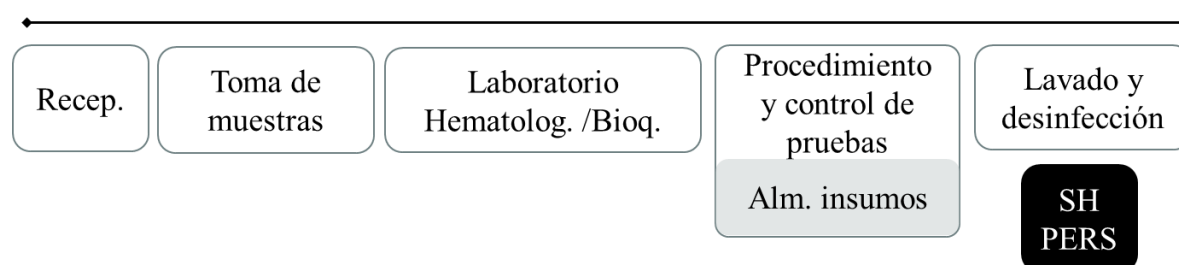 Recep.
Toma de
muestras
Laboratorio
Hematolog. /Bioq.
Procedimiento
y control de
pruebas
Alm. insumos
Lavado y
desinfección
SH
PERS